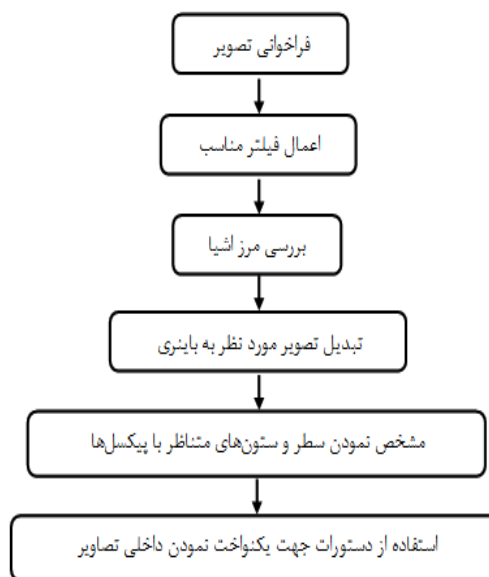 فراخوانی تصویر
اعمال فیلتر مناسب
بررسی مرز اشیا
تبدیل تصویر مورد نظر به باینری
مشخص نمودن سطر و ستون‌های متناظر با پیکسل‌ها
استفاده از دستورات جهت یکنواخت نمودن داخلی تصاویر